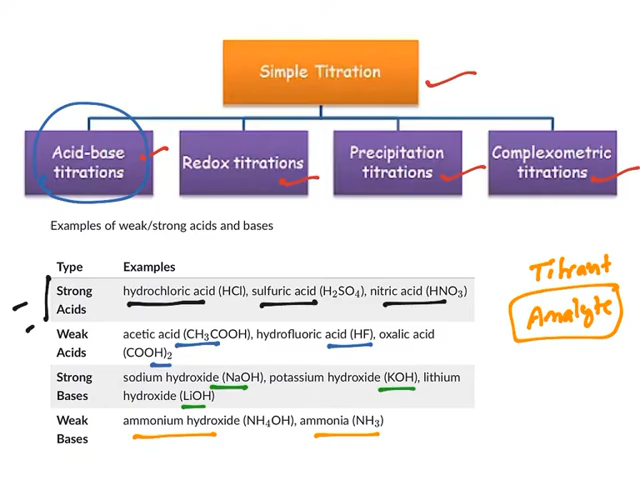 Simple Titration
Acid-base
titrations
Redox titrations
Precipitation
titrations
Complexometric
titrations
Examples of weak/strong acids and bases
Type Examples
Strong hydrochloric acid (HCl), sulfuric acid (H₂SO₄), nitric acid (HNO₃)
Acids
Weak acetic acid (CH₃COOH), hydrofluoric acid (HF), oxalic acid
Acids (COOH)₂
Strong sodium hydroxide (NaOH), potassium hydroxide (KOH), lithium
Bases hydroxide (LiOH)
Weak ammonium hydroxide (NH₄OH), ammonia (NH₃)
Bases
Titrant
Analyte